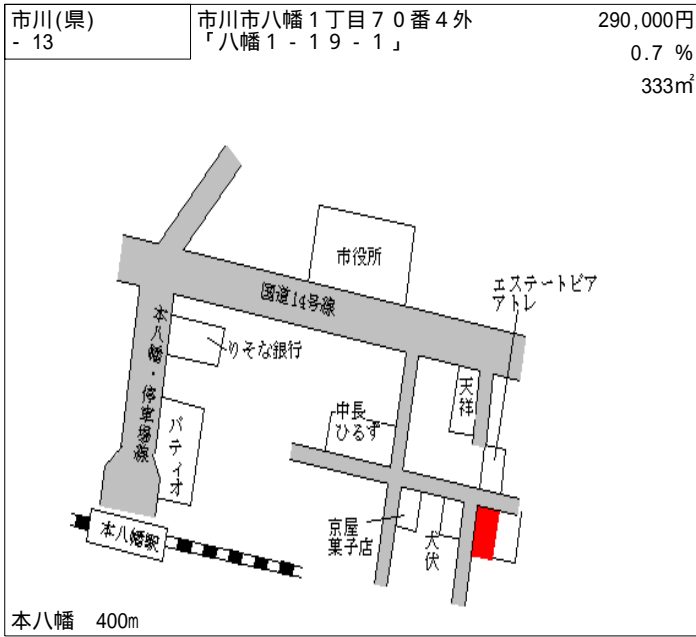 市川(県)
- 13
市川市八幡１丁目７０番４外
「八幡１-１９-１」
290,000円
0.7 %
333㎡
市役所
エステートピア
アトレ
国道14号線
本八幡・停車場線
りそな銀行
天祥
中長
ひるず
パティオ
京屋
菓子店
犬伏
本八幡駅
本八幡　400m